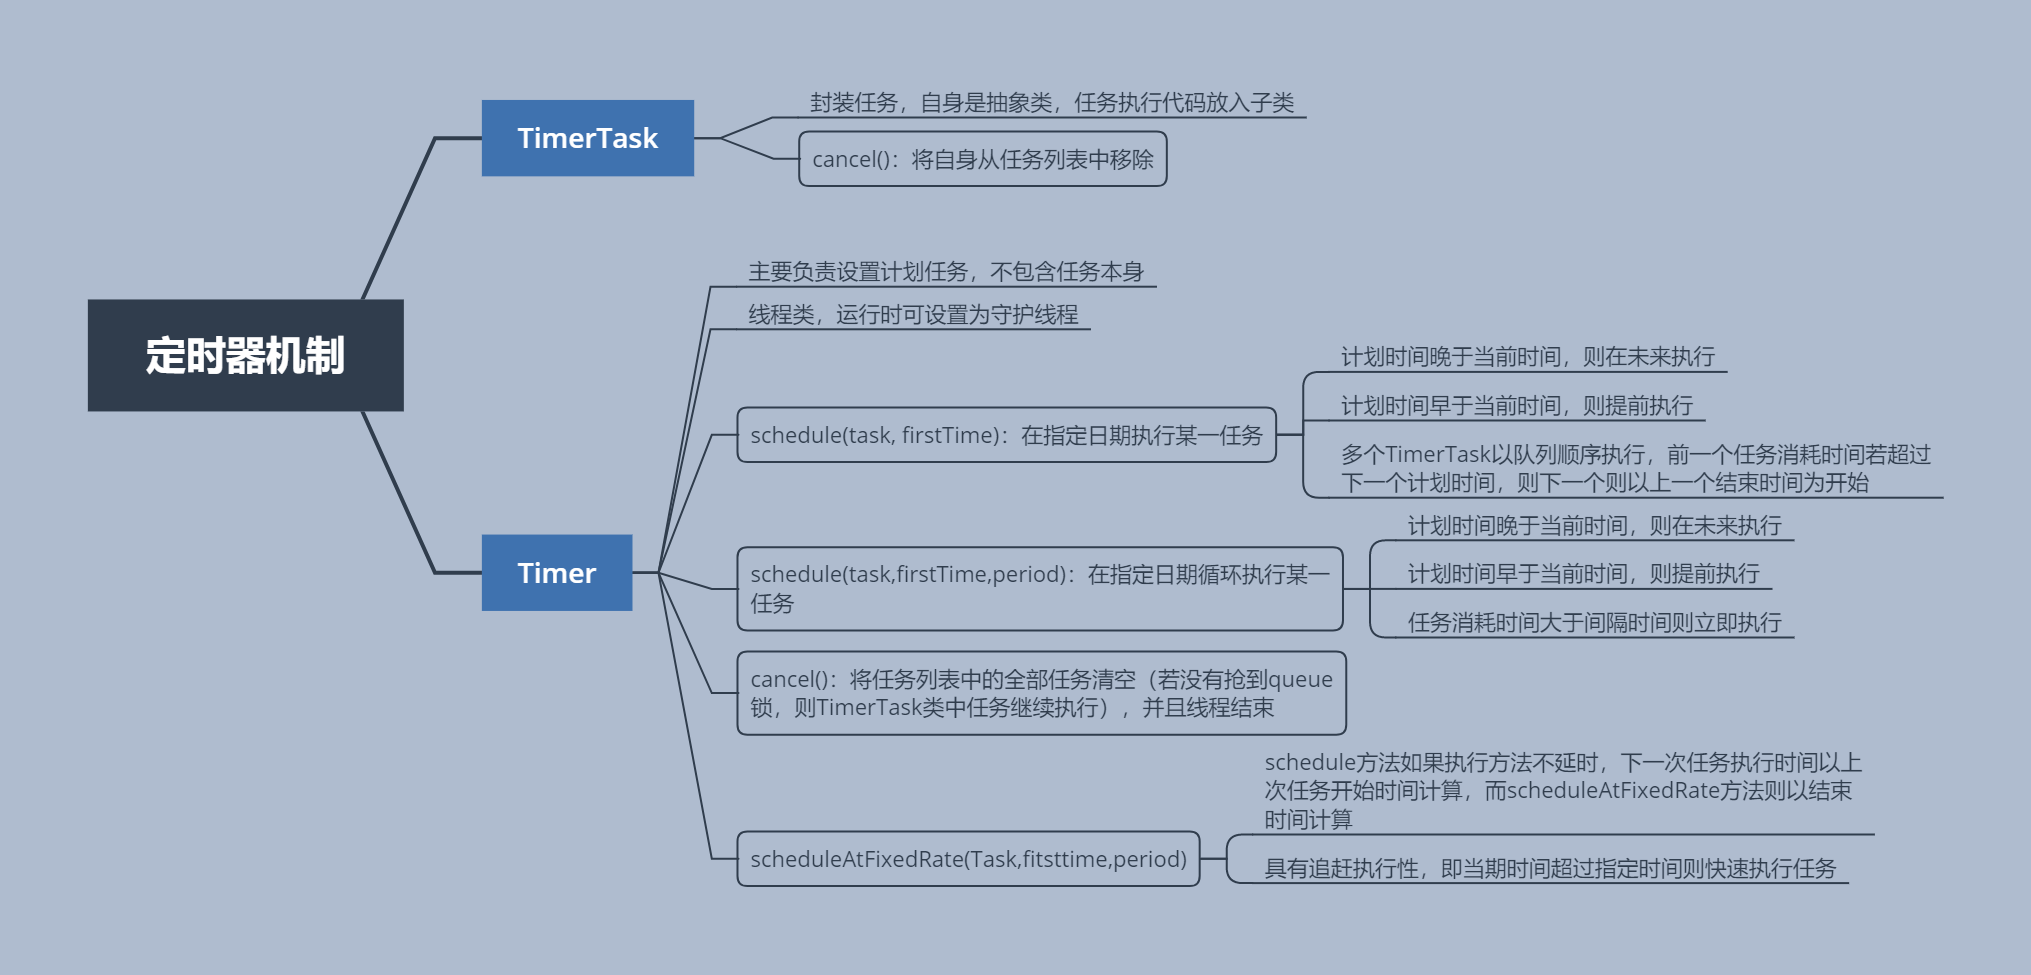 定时器机制
TimerTask
封装任务，自身是抽象类，任务执行代码放入子类
cancel()：将自身从任务列表中移除
Timer
主要负责设置计划任务，不包含任务本身
线程类，运行时可设置为守护线程
schedule(task, firstTime)：在指定日期执行某一任务
计划时间晚于当前时间，则在未来执行
计划时间早于当前时间，则提前执行
多个TimerTask以队列顺序执行，前一个任务消耗时间若超过
下一个计划时间，则下一个则以上一个结束时间为开始
schedule(task,firstTime,period)：在指定日期循环执行某一
任务
计划时间晚于当前时间，则在未来执行
计划时间早于当前时间，则提前执行
任务消耗时间大于间隔时间则立即执行
cancel()：将任务列表中的全部任务清空（若没有抢到queue
锁，则TimerTask类中任务继续执行），并且线程结束
scheduleAtFixedRate(Task,fitsttime,period)
schedule方法如果执行方法不延时，下一次任务执行时间以上
次任务开始时间计算，而scheduleAtFixedRate方法则以结束
时间计算
具有追赶执行性，即当期时间超过指定时间则快速执行任务